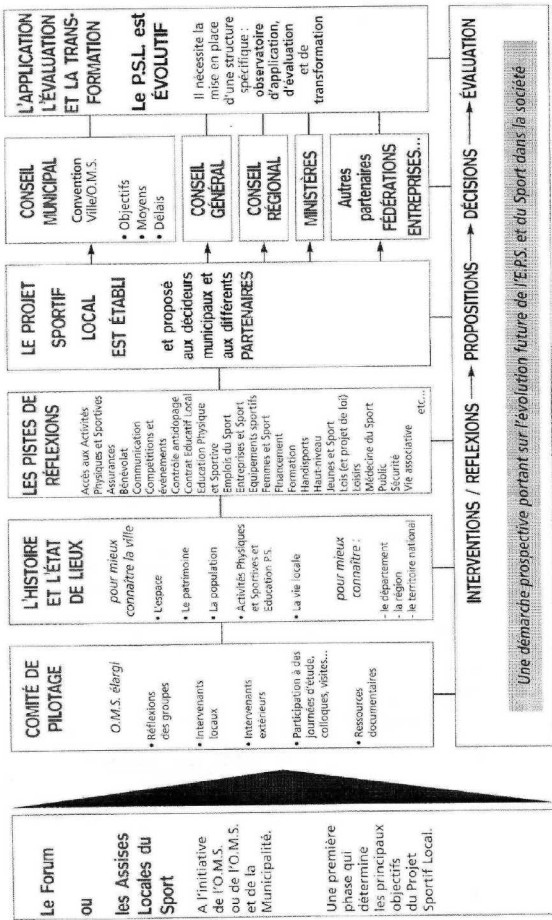 Le Forum
ou
les Assises
Locales du
Sport
A l'initiative
de l'O.M.S.
ou de l'O.M.S.
et de la
Municipalité.
Une première
phase qui
détermine
les principaux
objectifs
du Projet
Sportif Local.
COMITÉ DE
PILOTAGE
O.M.S. élargi
• Réflexions
des groupes
• Intervenants
locaux
• Intervenants
extérieurs
• Participation à des
journées d'étude,
colloques, visites...
• Ressources
documentaires
L'HISTOIRE
ET L'ÉTAT
DE LIEUX
pour mieux
connaître la ville
• L'espace
• Le patrimoine
• La population
• Activités Physiques
et Sportives et
Education P.S.
• La vie locale
pour mieux
connaître :
- le département
- la région
- le territoire national
LES PISTES DE
RÉFLEXIONS
Accès aux Activités
Physiques et Sportives
Assurances
Bénévolat
Communication
Compétitions et
événements
Contrôle antidopage
Contrat Educatif Local
Education Physique
et Sportive
Emplois du Sport
Entreprises et Sport
Equipements sportifs
Femmes et Sport
Financement
Formation
Handisports
Haut-niveau
Jeunes et Sport
Lois (et projet de loi)
Loisirs
Médecine du Sport
Public
Sécurité
Vie associative
etc...
LE PROJET
SPORTIF
LOCAL
EST ÉTABLI
et proposé
aux décideurs
municipaux et
aux différents
PARTENAIRES
CONSEIL
MUNICIPAL
Convention
Ville/O.M.S.
• Objectifs
• Moyens
• Délais
CONSEIL
GÉNÉRAL
CONSEIL
RÉGIONAL
MINISTÈRES
Autres
partenaires
FÉDÉRATIONS
ENTREPRISES...
L'APPLICATION
L'ÉVALUATION
ET LA TRANS-
FORMATION
Le P.S.L. est
ÉVOLUTIF
Il nécessite la
mise en place
d'une structure
spécifique :
observatoire
d'application,
d'évaluation
et de
transformation
INTERVENTIONS / REFLEXIONS → PROPOSITIONS → DÉCISIONS → ÉVALUATION
Une démarche prospective portant sur l'évolution future de l'E.P.S. et du Sport dans la société